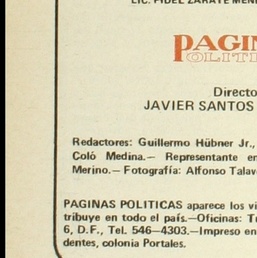 LIC. FIDEL ZARATE
PAGIN
OLITI
Directo
JAVIER SANTOS
Redactores: Guillermo Hübner Jr.,
Coló Medina.— Representante en
Merino.— Fotografía: Alfonso Talav
PAGINAS POLITICAS aparece los vi
tribuye en todo el país.—Oficinas: T
6, D.F., Tel. 546—4303.—Impreso en
dentes, colonia Portales.